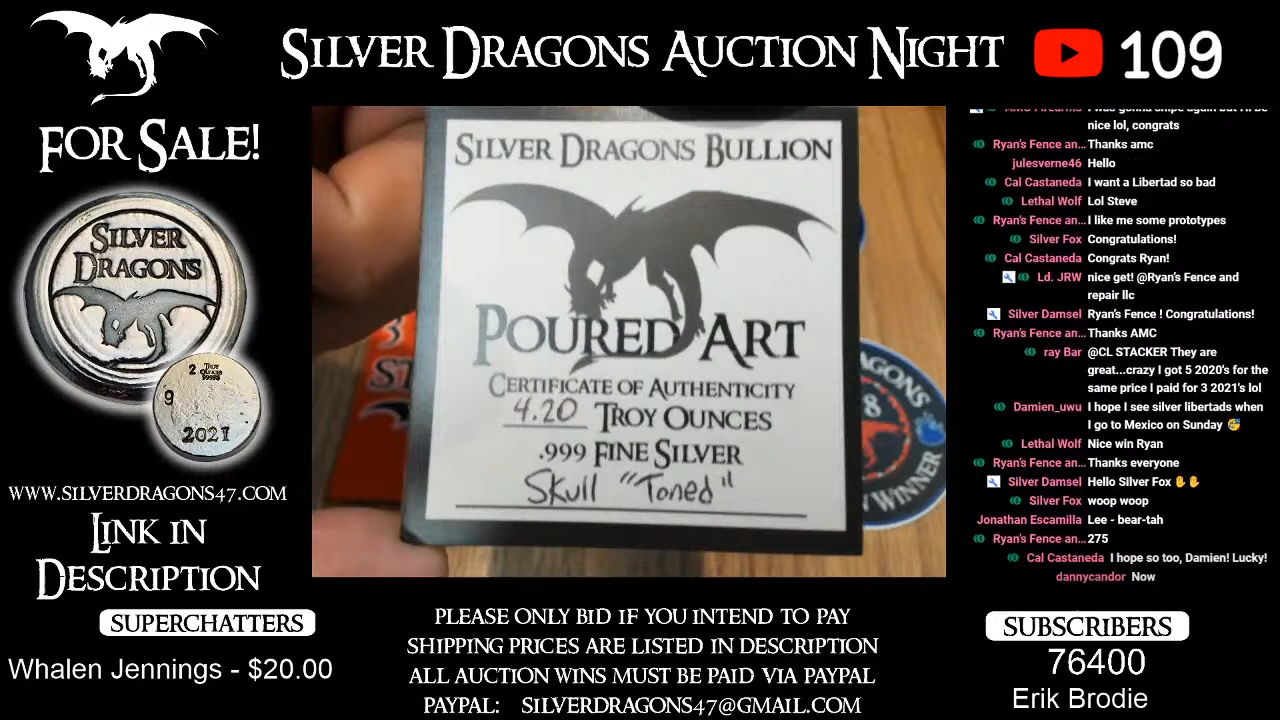 SILVER DRAGONS AUCTION NIGHT
109
FOR SALE!
SILVER
DRAGONS
2 TROY
OUNCES
9
2021
WWW.SILVERDRAGONS47.COM
LINK IN
DESCRIPTION
SUPERCHATTERS
Whalen Jennings - $20.00
SILVER DRAGONS BULLION
POURED ART
CERTIFICATE OF AUTHENTICITY
4.20 TROY OUNCES
.999 FINE SILVER
Skull "Toned"
DRAGONS
WINNER
PLEASE ONLY BID IF YOU INTEND TO PAY
SHIPPING PRICES ARE LISTED IN DESCRIPTION
ALL AUCTION WINS MUST BE PAID VIA PAYPAL
PAYPAL: SILVERDRAGONS47@GMAIL.COM
nice lol, congrats
Ryan's Fence an... Thanks amc
julesverne46 Hello
Cal Castaneda I want a Libertad so bad
Lethal Wolf Lol Steve
Ryan's Fence an... I like me some prototypes
Silver Fox Congratulations!
Cal Castaneda Congrats Ryan!
Ld. JRW nice get! @Ryan's Fence and
repair llc
Silver Damsel Ryan's Fence ! Congratulations!
Ryan's Fence an... Thanks AMC
ray Bar @CL STACKER They are
great...crazy I got 5 2020's for the
same price I paid for 3 2021's lol
Damien_uwu I hope I see silver libertads when
I go to Mexico on Sunday
Lethal Wolf Nice win Ryan
Ryan's Fence an... Thanks everyone
Silver Damsel Hello Silver Fox
Silver Fox woop woop
Jonathan Escamilla Lee - bear-tah
Ryan's Fence an... 275
Cal Castaneda I hope so too, Damien! Lucky!
dannycandor Now
SUBSCRIBERS
76400
Erik Brodie